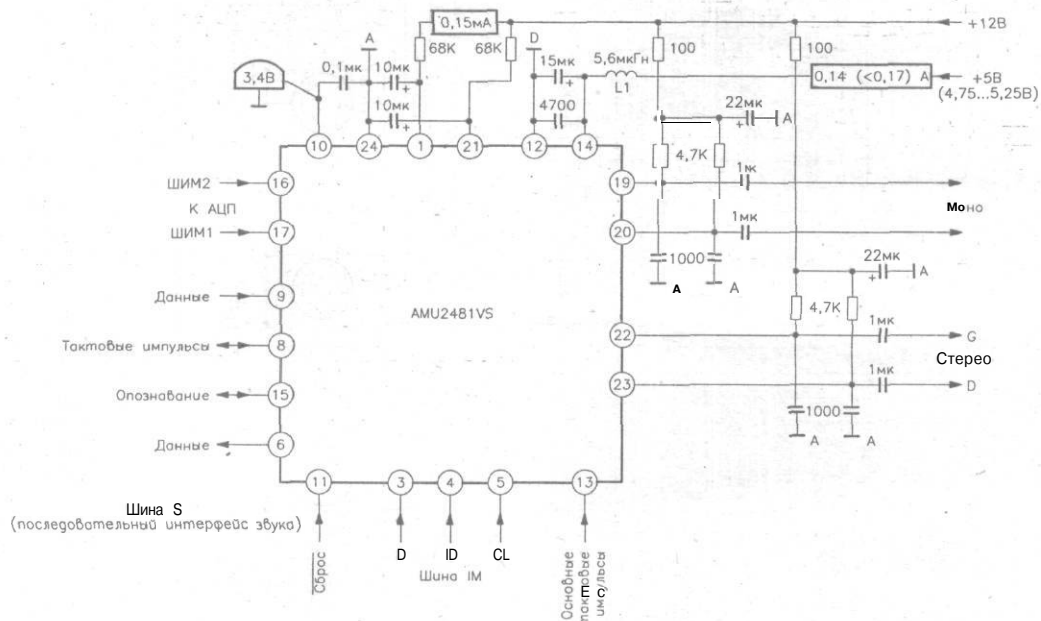 0,15мА
+12В
А
68К
68К
D
100
100
0,1мк
10мк
15мк
5,6мкГн
0,14 (<0,17) А
+5В
3,4В
L1
(4,75...5,25В)
10мк
4700
22мк
А
10
24
1
21
12
14
4,7К
ШИМ2
16
19
1мк
К АЦП
Моно
ШИМ1
17
20
1мк
1000
22мк
А
А
А
Данные
9
4,7К
AMU2481VS
1мк
Тактовые импульсы
8
22
G
Стерео
1мк
Опознавание
15
23
D
1000
Данные
6
А
А
11
3
4
5
13
Шина S
(последовательный интерфейс звука)
D
ID
CL
Шина IM
Сброс
Основные
тактовые
импульсы